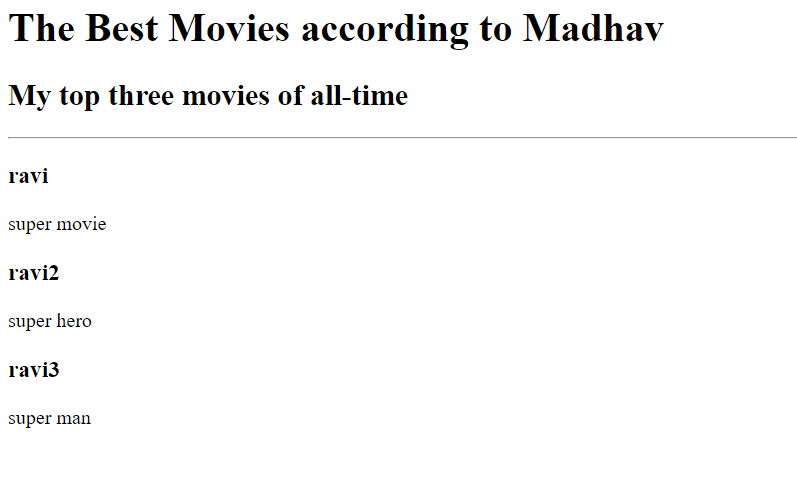 The Best Movies according to Madhav
My top three movies of all-time
ravi
super movie
ravi2
super hero
ravi3
super man